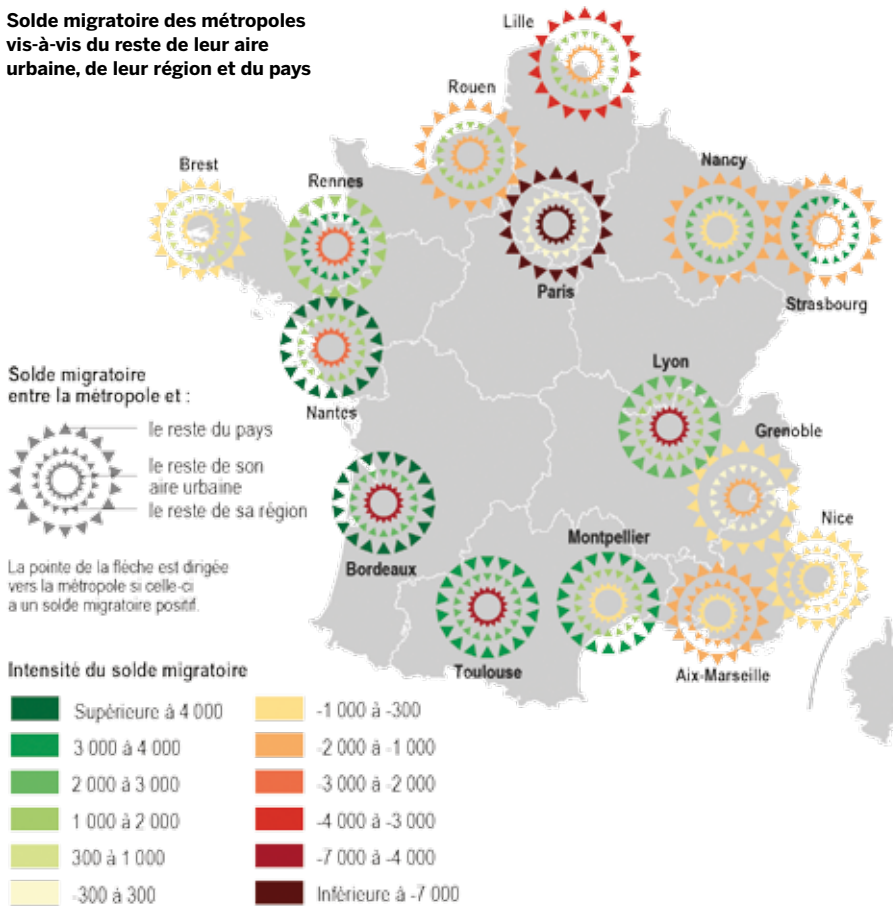 Solde migratoire des métropoles
vis-à-vis du reste de leur aire
urbaine, de leur région et du pays
Lille
Rouen
Brest
Rennes
Nancy
Paris
Strasbourg
Nantes
Lyon
Grenoble
Nice
Montpellier
Bordeaux
Toulouse
Aix-Marseille
Solde migratoire
entre la métropole et :
le reste du pays
le reste de son
aire urbaine
le reste de sa région
La pointe de la flèche est dirigée
vers la métropole si celle-ci
a un solde migratoire positif.
Intensité du solde migratoire
Supérieure à 4 000
3 000 à 4 000
2 000 à 3 000
1 000 à 2 000
300 à 1 000
-300 à 300
-1 000 à -300
-2 000 à -1 000
-3 000 à -2 000
-4 000 à -3 000
-7 000 à -4 000
Inférieure à -7 000